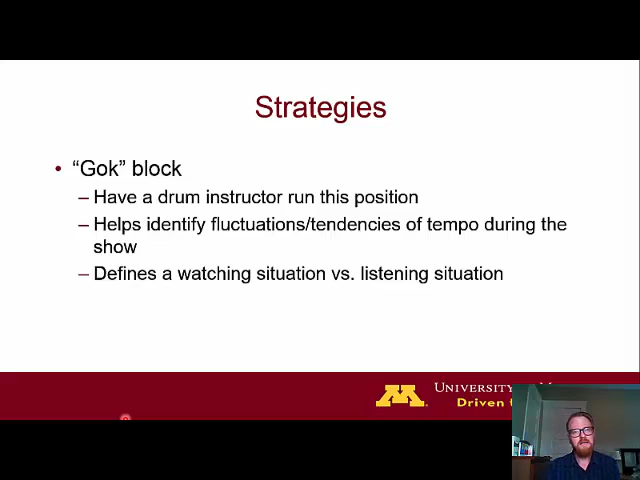 Strategies
• “Gok” block
– Have a drum instructor run this position
– Helps identify fluctuations/tendencies of tempo during the
show
– Defines a watching situation vs. listening situation
University
Driven